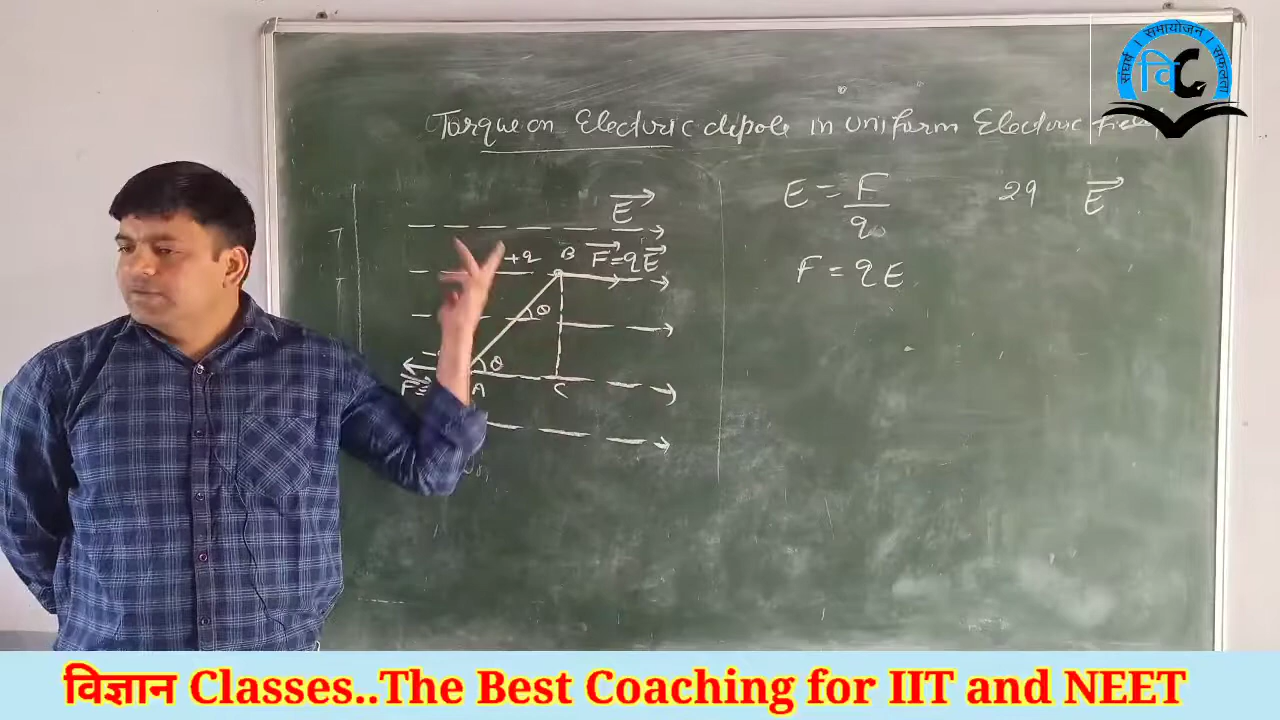 संघर्ष । समायोजन । सफलता
वि
Torque on Electric dipole in uniform Electric field
E
+q B F=qE
θ
θ
F A C
E = F/q₀
F = qE
2q E
विज्ञान Classes..The Best Coaching for IIT and NEET